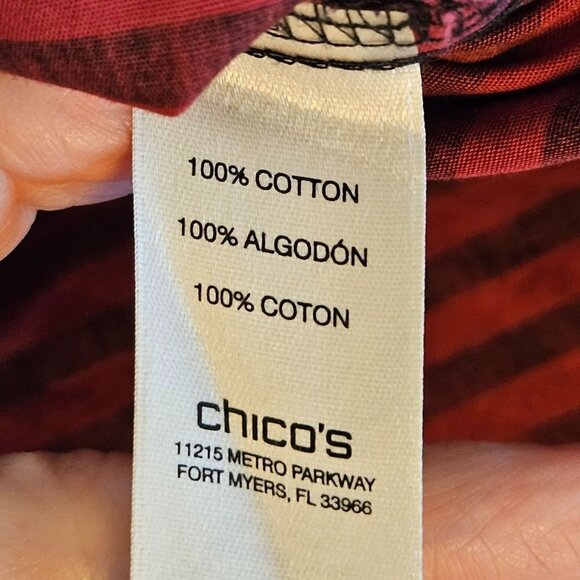 100% COTTON
100% ALGODÓN
100% COTON
chico's
11215 METRO PARKWAY
FORT MYERS, FL 33966